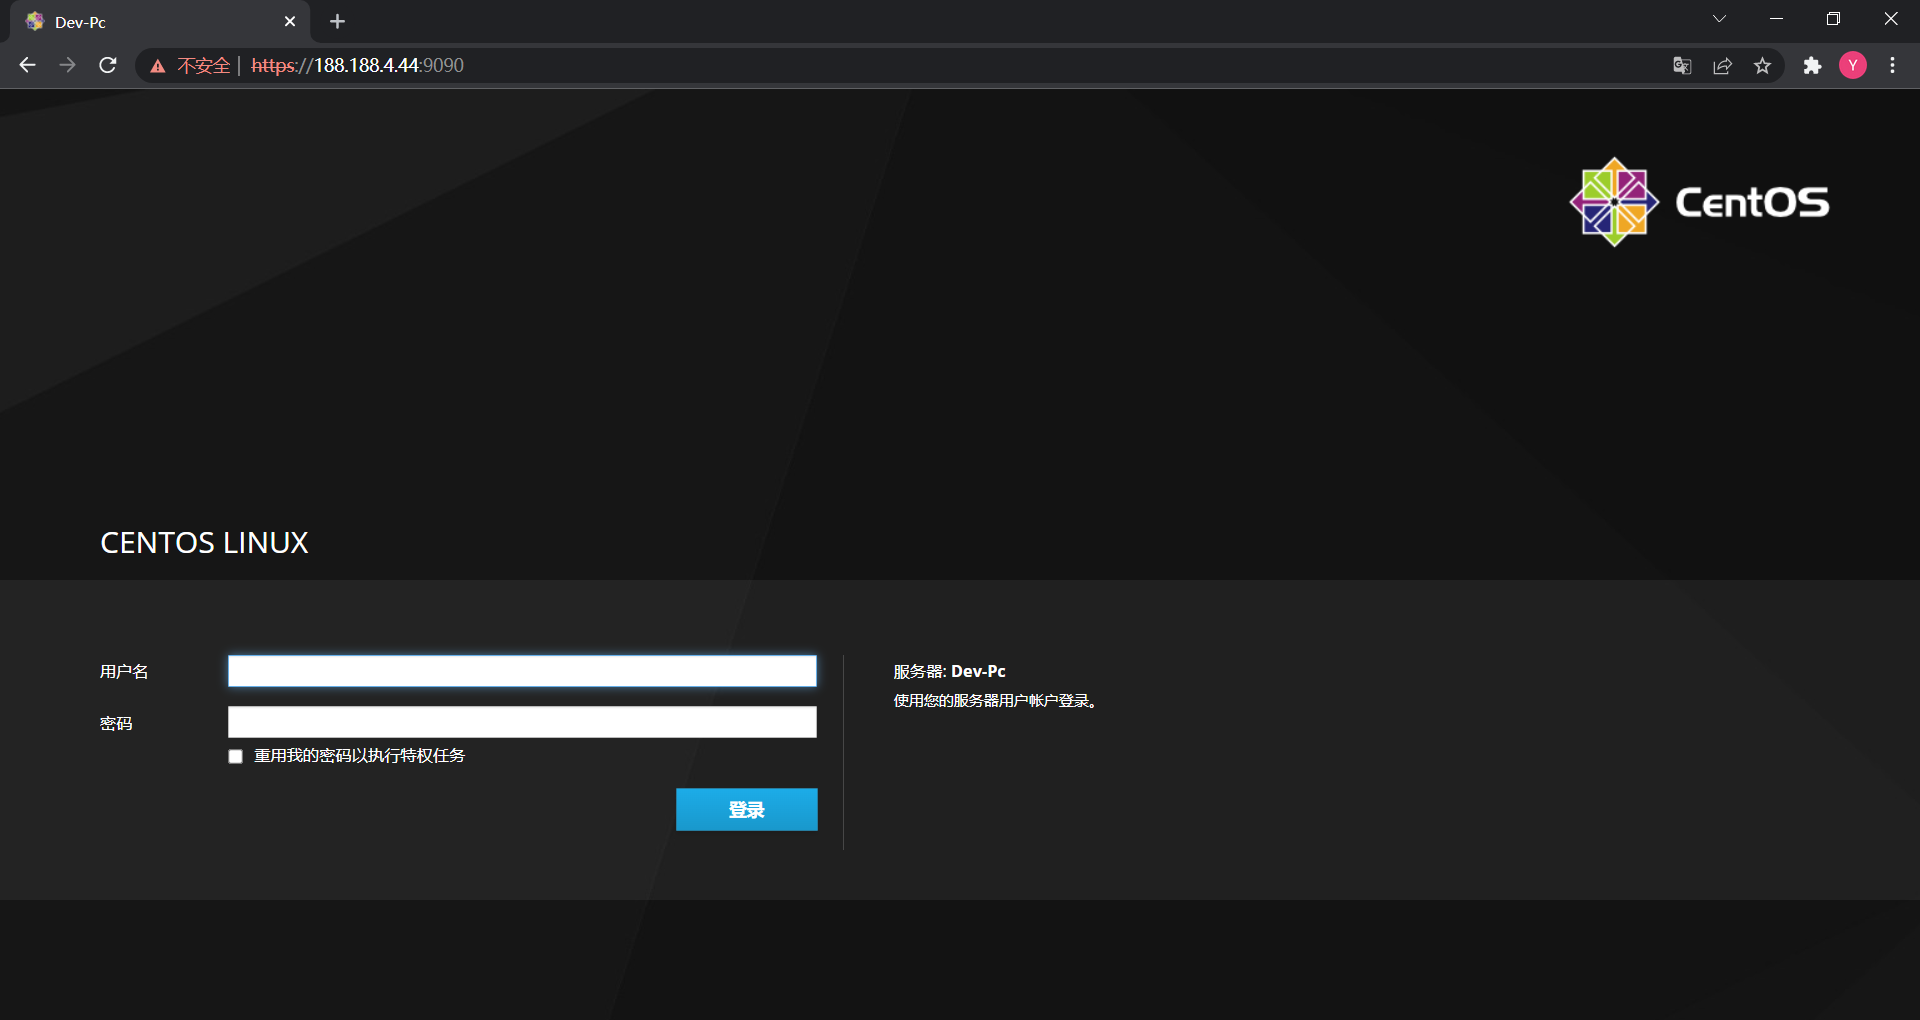 Dev-Pc
不安全 | https://188.188.4.44:9090
Y
CentOS
CENTOS LINUX
用户名
密码
重用我的密码以执行特权任务
登录
服务器: Dev-Pc
使用您的服务器用户帐户登录。